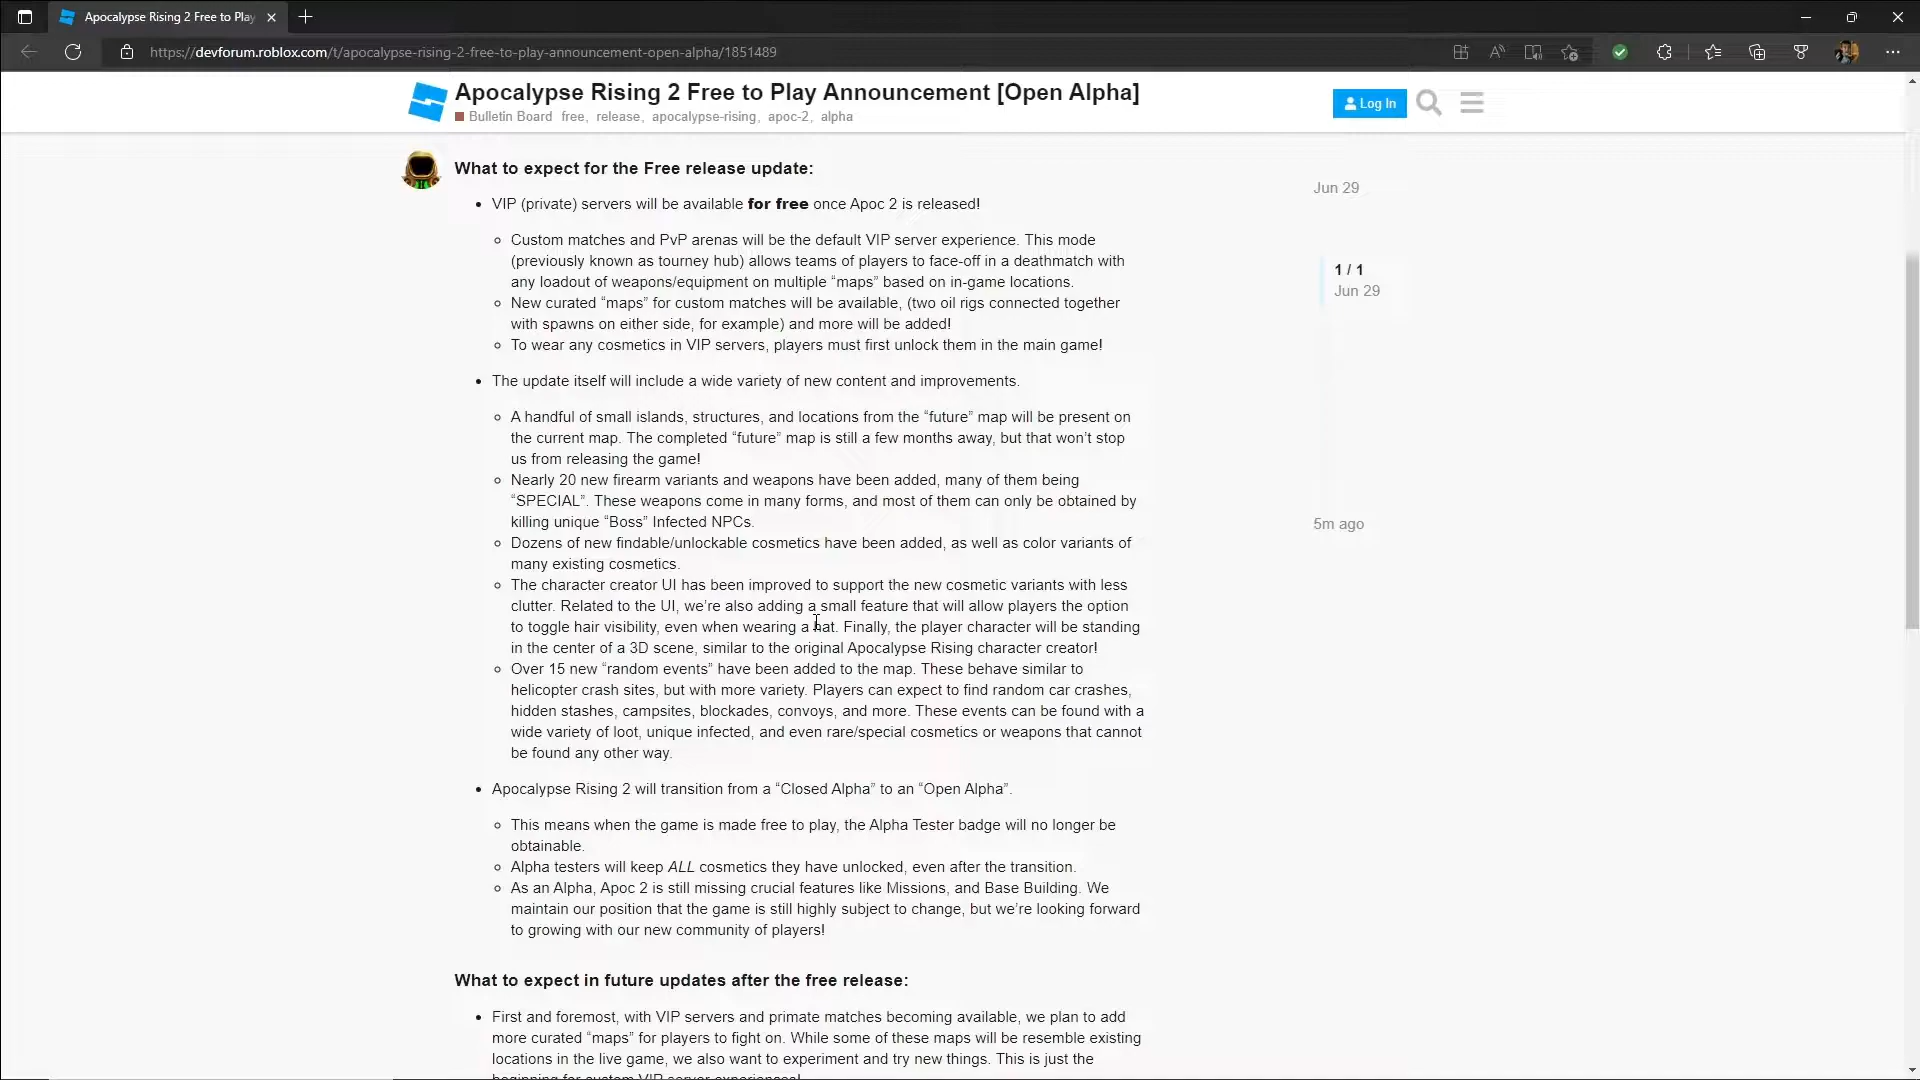 Apocalypse Rising 2 Free to Play
https://devforum.roblox.com/t/apocalypse-rising-2-free-to-play-announcement-open-alpha/1851489
Apocalypse Rising 2 Free to Play Announcement [Open Alpha]
Bulletin Board free, release, apocalypse-rising, apoc-2, alpha
Log In
What to expect for the Free release update:
Jun 29
• VIP (private) servers will be available for free once Apoc 2 is released!
◦ Custom matches and PvP arenas will be the default VIP server experience. This mode
(previously known as tourney hub) allows teams of players to face-off in a deathmatch with
any loadout of weapons/equipment on multiple “maps” based on in-game locations.
◦ New curated “maps” for custom matches will be available, (two oil rigs connected together
with spawns on either side, for example) and more will be added!
◦ To wear any cosmetics in VIP servers, players must first unlock them in the main game!
1 / 1
Jun 29
• The update itself will include a wide variety of new content and improvements.
◦ A handful of small islands, structures, and locations from the “future” map will be present on
the current map. The completed “future” map is still a few months away, but that won’t stop
us from releasing the game!
◦ Nearly 20 new firearm variants and weapons have been added, many of them being
“SPECIAL”. These weapons come in many forms, and most of them can only be obtained by
killing unique “Boss” Infected NPCs.
5m ago
◦ Dozens of new findable/unlockable cosmetics have been added, as well as color variants of
many existing cosmetics.
◦ The character creator UI has been improved to support the new cosmetic variants with less
clutter. Related to the UI, we’re also adding a small feature that will allow players the option
to toggle hair visibility, even when wearing a hat. Finally, the player character will be standing
in the center of a 3D scene, similar to the original Apocalypse Rising character creator!
◦ Over 15 new “random events” have been added to the map. These behave similar to
helicopter crash sites, but with more variety. Players can expect to find random car crashes,
hidden stashes, campsites, blockades, convoys, and more. These events can be found with a
wide variety of loot, unique infected, and even rare/special cosmetics or weapons that cannot
be found any other way.
• Apocalypse Rising 2 will transition from a “Closed Alpha” to an “Open Alpha”.
◦ This means when the game is made free to play, the Alpha Tester badge will no longer be
obtainable.
◦ Alpha testers will keep ALL cosmetics they have unlocked, even after the transition.
◦ As an Alpha, Apoc 2 is still missing crucial features like Missions, and Base Building. We
maintain our position that the game is still highly subject to change, but we’re looking forward
to growing with our new community of players!
What to expect in future updates after the free release:
• First and foremost, with VIP servers and primate matches becoming available, we plan to add
more curated “maps” for players to fight on. While some of these maps will be resemble existing
locations in the live game, we also want to experiment and try new things. This is just the
beginning for custom VIP server experiences!